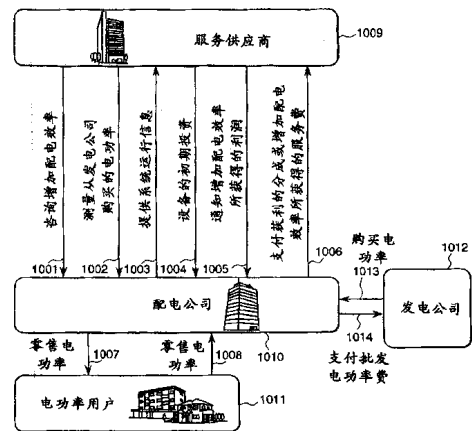 服务供应商
1009
咨询增加配电效率
测量从发电公司
购买的电功率
提供系统运行信息
设备的初期投资
通知增加配电效率
所获得的利润
支付获利的分成或增加配电
效率所获得的服务费
1001
1002
1003
1004
1005
1006
购买电
功率
1013
1012
配电公司
发电公司
1010
1014
支付批发
电功率费
零售电
功率
1007
零售电
功率
1008
电功率用户
1011